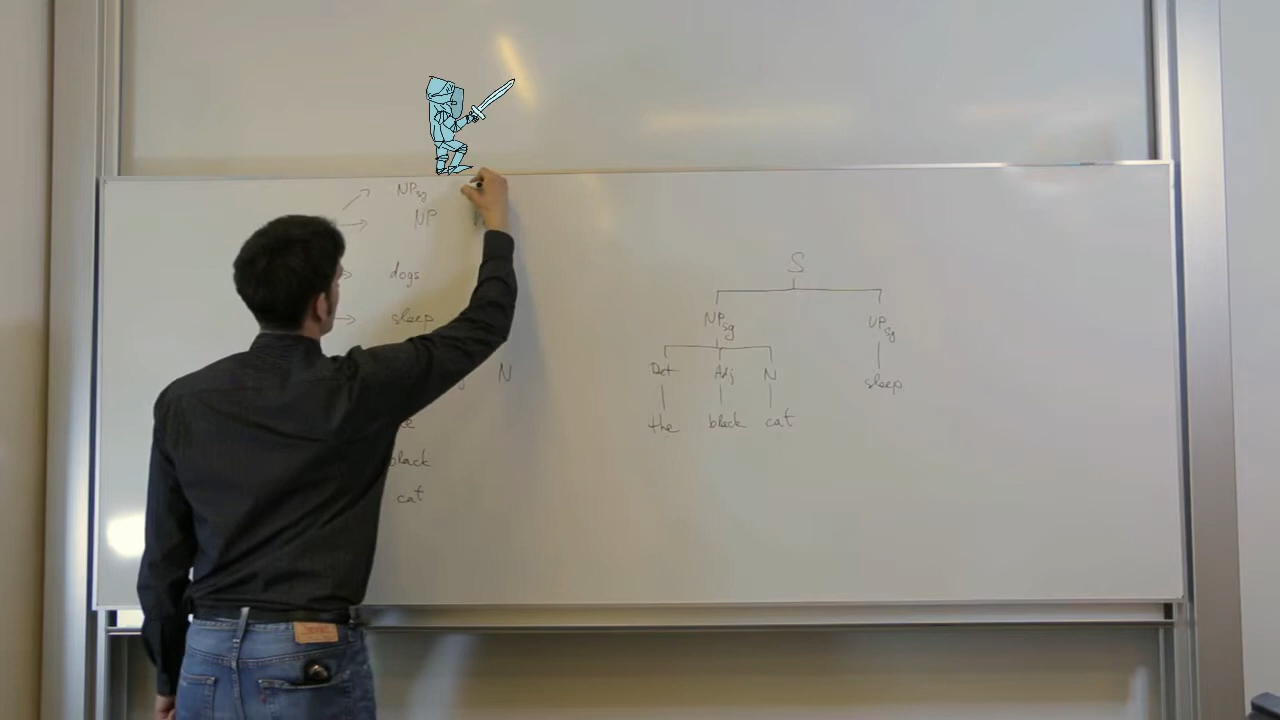 NPsg
NP
dogs
sleep
N
black
cat
S
NPsg VPsg
Det Adj N
sleep
the black cat